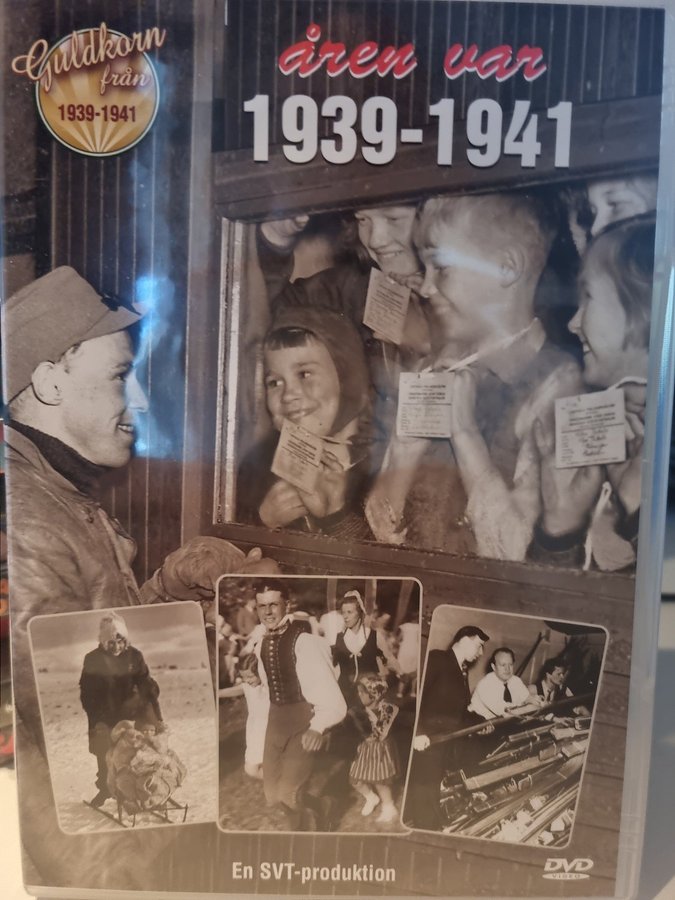 Guldkorn
från
1939-1941
åren var
1939-1941
En SVT-produktion
DVD
VIDEO